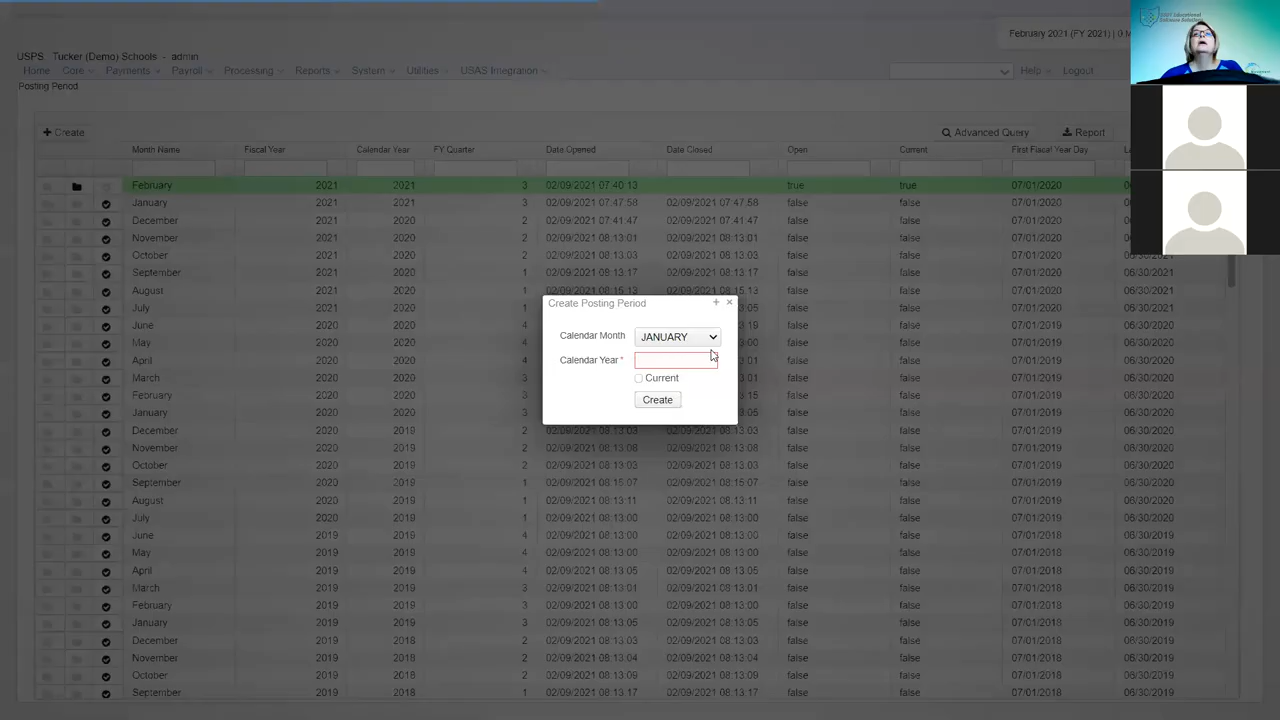 February 2021 (FY 2021) |
USPS Tucker (Demo) Schools - admin
Home Core Payments Payroll Processing Reports System Utilities USAS Integration Help Logout
Posting Period
Create Advanced Query Report
Month Name Fiscal Year Calendar Year FY Quarter Date Opened Date Closed Open Current First Fiscal Year Day
February 2021 2021 3 02/09/2021 07:40:13 true true 07/01/2020
January 2021 2021 3 02/09/2021 07:47:58 02/09/2021 07:47:58 false false 07/01/2020
December 2021 2020 2 02/09/2021 07:41:47 02/09/2021 07:41:47 false false 07/01/2020
November 2021 2020 2 02/09/2021 08:13:01 02/09/2021 08:13:01 false false 07/01/2020
October 2021 2020 2 02/09/2021 08:13:03 02/09/2021 08:13:03 false false 07/01/2020 06/30/2021
September 2021 2020 1 02/09/2021 08:13:17 02/09/2021 08:13:17 false false 07/01/2020 06/30/2021
August 2021 2020 1 02/09/2021 08:15:13 02/09/2021 08:15:13 false false 07/01/2020 06/30/2021
July 2021 2020 1 :05 false false 07/01/2020 06/30/2021
June 2020 2020 4 :19 false false 07/01/2019 06/30/2020
May 2020 2020 4 false false 07/01/2019 06/30/2020
April 2020 2020 4 :01 false false 07/01/2019 06/30/2020
March 2020 2020 3 :01 false false 07/01/2019 06/30/2020
February 2020 2020 3 false false 07/01/2019 06/30/2020
January 2020 2020 3 :05 false false 07/01/2019 06/30/2020
December 2020 2019 2 02/09/2021 08:13:03 02/09/2021 08:13:03 false false 07/01/2019 06/30/2020
November 2020 2019 2 02/09/2021 08:13:08 02/09/2021 08:13:08 false false 07/01/2019 06/30/2020
October 2020 2019 2 02/09/2021 08:13:03 02/09/2021 08:13:03 false false 07/01/2019 06/30/2020
September 2020 2019 1 02/09/2021 08:15:07 02/09/2021 08:15:07 false false 07/01/2019 06/30/2020
August 2020 2019 1 02/09/2021 08:13:11 02/09/2021 08:13:11 false false 07/01/2019 06/30/2020
July 2020 2019 1 02/09/2021 08:13:00 02/09/2021 08:13:00 false false 07/01/2019 06/30/2020
June 2019 2019 4 02/09/2021 08:13:00 02/09/2021 08:13:00 false false 07/01/2018 06/30/2019
May 2019 2019 4 02/09/2021 08:13:00 02/09/2021 08:13:00 false false 07/01/2018 06/30/2019
April 2019 2019 4 02/09/2021 08:13:05 02/09/2021 08:13:05 false false 07/01/2018 06/30/2019
March 2019 2019 3 02/09/2021 08:13:01 02/09/2021 08:13:01 false false 07/01/2018 06/30/2019
February 2019 2019 3 02/09/2021 08:13:00 02/09/2021 08:13:00 false false 07/01/2018 06/30/2019
January 2019 2019 3 02/09/2021 08:13:05 02/09/2021 08:13:05 false false 07/01/2018 06/30/2019
December 2019 2018 2 02/09/2021 08:13:03 02/09/2021 08:13:03 false false 07/01/2018 06/30/2019
November 2019 2018 2 02/09/2021 08:13:04 02/09/2021 08:13:04 false false 07/01/2018 06/30/2019
October 2019 2018 2 02/09/2021 08:13:09 02/09/2021 08:13:09 false false 07/01/2018 06/30/2019
September 2019 2018 1 02/09/2021 08:13:17 02/09/2021 08:13:17 false false 07/01/2018 06/30/2019
Create Posting Period
Calendar Month JANUARY
Calendar Year *
Current
Create